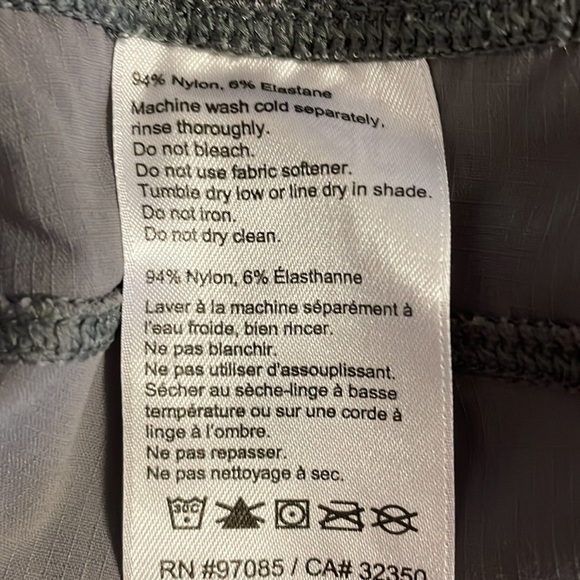 94% Nylon, 6% Elastane
Machine wash cold separately,
rinse thoroughly.
Do not bleach.
Do not use fabric softener.
Tumble dry low or line dry in shade.
Do not iron.
Do not dry clean.
94% Nylon, 6% Élasthanne
Laver à la machine séparément à
l'eau froide, bien rincer.
Ne pas blanchir.
Ne pas utiliser d'assouplissant.
Sécher au sèche-linge à basse
température ou sur une corde à
linge à l'ombre.
Ne pas repasser.
Ne pas nettoyage à sec.
30C
RN #97085 / CA# 32350